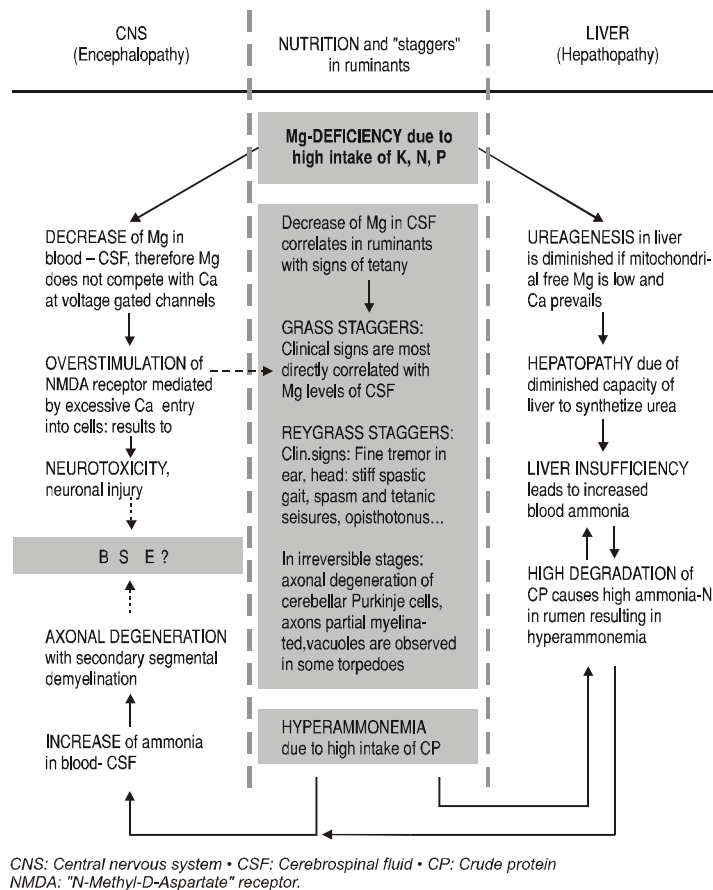 CNS
(Encephalopathy)
NUTRITION and "staggers"
in ruminants
LIVER
(Hepathopathy)
Mg-DEFICIENCY due to
high intake of K, N, P
DECREASE of Mg in
blood – CSF, therefore Mg
does not compete with Ca
at voltage gated channels
OVERSTIMULATION of
NMDA receptor mediated
by excessive Ca entry
into cells: results to
NEUROTOXICITY,
neuronal injury
B S E ?
AXONAL DEGENERATION
with secondary segmental
demyelination
INCREASE of ammonia
in blood- CSF
Decrease of Mg in CSF
correlates in ruminants
with signs of tetany
GRASS STAGGERS:
Clinical signs are most
directly correlated with
Mg levels of CSF
REYGRASS STAGGERS:
Clin.signs: Fine tremor in
ear, head: stiff spastic
gait, spasm and tetanic
seisures, opisthotonus...
In irreversible stages:
axonal degeneration of
cerebellar Purkinje cells,
axons partial myelina-
ted,vacuoles are observed
in some torpedoes
HYPERAMMONEMIA
due to high intake of CP
UREAGENESIS in liver
is diminished if mitochondri-
al free Mg is low and
Ca prevails
HEPATOPATHY due of
diminished capacity of
liver to synthetize urea
LIVER INSUFFICIENCY
leads to increased
blood ammonia
HIGH DEGRADATION of
CP causes high ammonia-N
in rumen resulting in
hyperammonemia
CNS: Central nervous system • CSF: Cerebrospinal fluid • CP: Crude protein
NMDA: "N-Methyl-D-Aspartate" receptor.